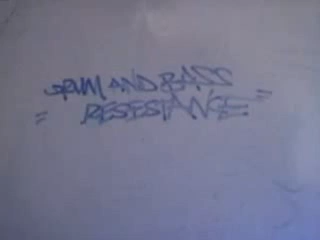 DRUM AND BASS
= RESESTANCE =